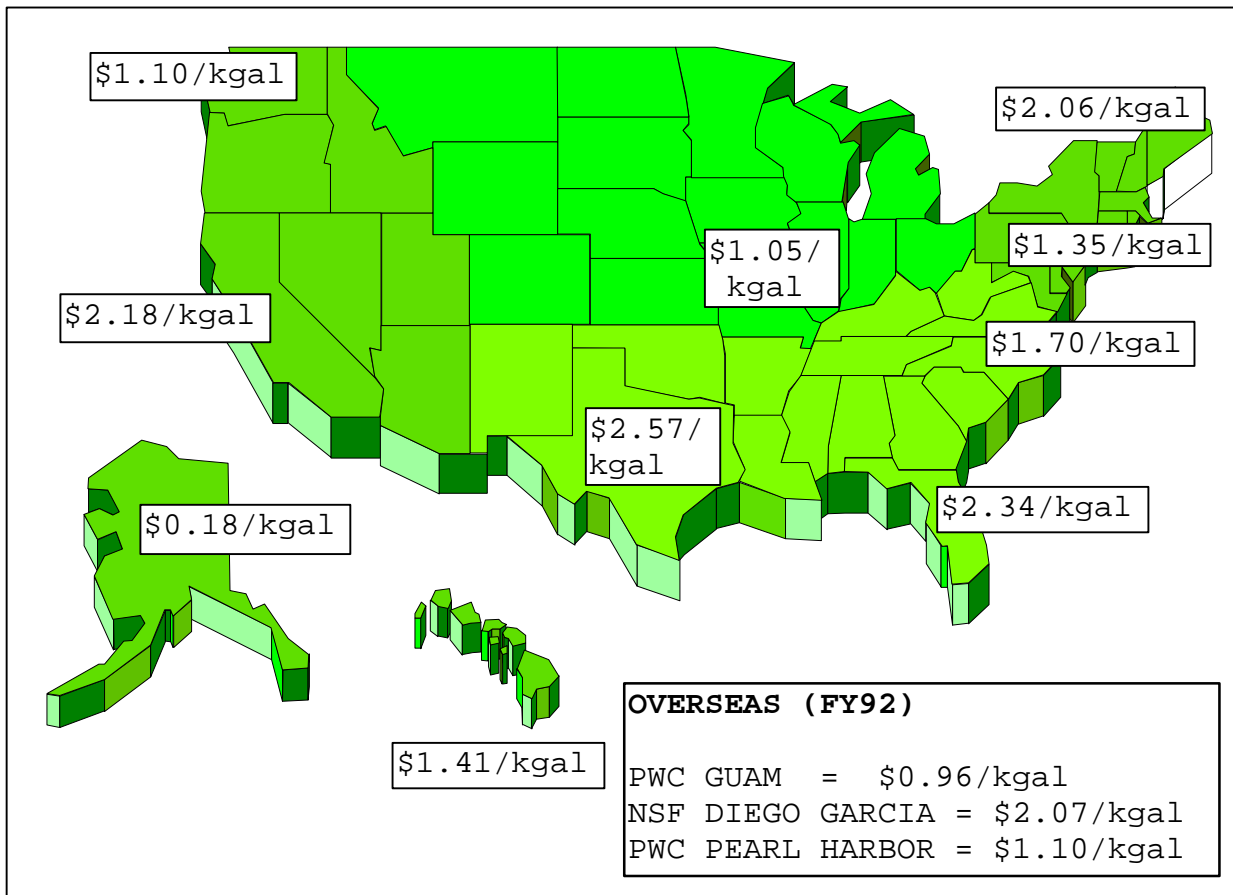 $1.10/kgal
$2.06/kgal
$1.35/kgal
$1.05/
kgal
$2.18/kgal
$1.70/kgal
$2.57/
kgal
$2.34/kgal
$0.18/kgal
$1.41/kgal
OVERSEAS (FY92)
PWC GUAM = $0.96/kgal
NSF DIEGO GARCIA = $2.07/kgal
PWC PEARL HARBOR = $1.10/kgal